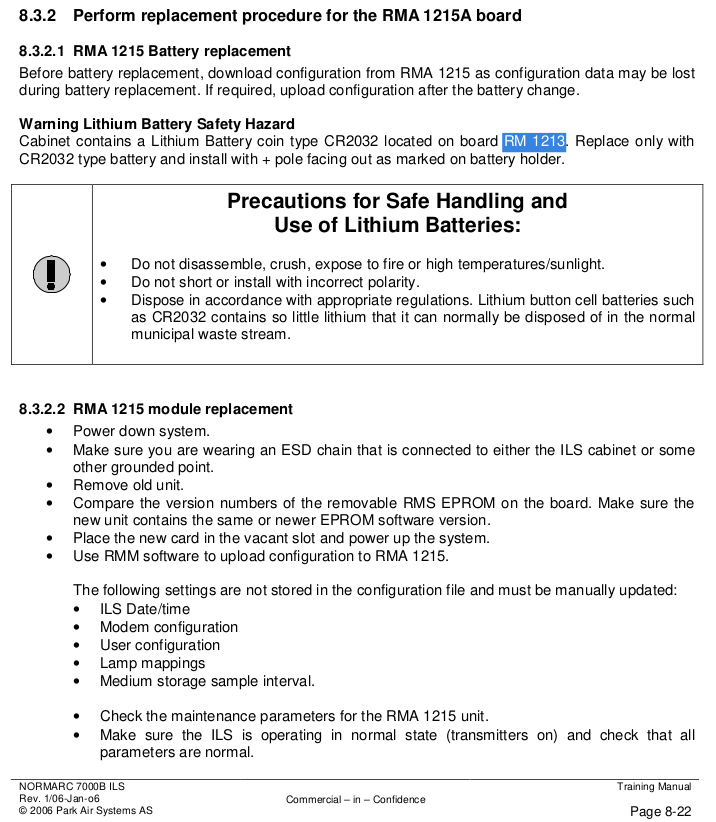 8.3.2 Perform replacement procedure for the RMA 1215A board
8.3.2.1 RMA 1215 Battery replacement
Before battery replacement, download configuration from RMA 1215 as configuration data may be lost
during battery replacement. If required, upload configuration after the battery change.
Warning Lithium Battery Safety Hazard
Cabinet contains a Lithium Battery coin type CR2032 located on board RM 1213. Replace only with
CR2032 type battery and install with + pole facing out as marked on battery holder.
Precautions for Safe Handling and
Use of Lithium Batteries:
• Do not disassemble, crush, expose to fire or high temperatures/sunlight.
• Do not short or install with incorrect polarity.
• Dispose in accordance with appropriate regulations. Lithium button cell batteries such
as CR2032 contains so little lithium that it can normally be disposed of in the normal
municipal waste stream.
8.3.2.2 RMA 1215 module replacement
• Power down system.
• Make sure you are wearing an ESD chain that is connected to either the ILS cabinet or some
other grounded point.
• Remove old unit.
• Compare the version numbers of the removable RMS EPROM on the board. Make sure the
new unit contains the same or newer EPROM software version.
• Place the new card in the vacant slot and power up the system.
• Use RMM software to upload configuration to RMA 1215.
The following settings are not stored in the configuration file and must be manually updated:
• ILS Date/time
• Modem configuration
• User configuration
• Lamp mappings
• Medium storage sample interval.
• Check the maintenance parameters for the RMA 1215 unit.
• Make sure the ILS is operating in normal state (transmitters on) and check that all
parameters are normal.
NORMARC 7000B ILS
Rev. 1/06-Jan-o6
© 2006 Park Air Systems AS
Commercial – in – Confidence
Training Manual
Page 8-22